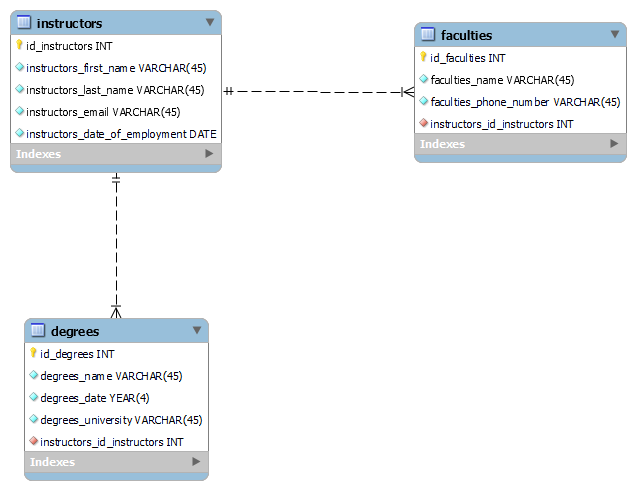 instructors
id_instructors INT
instructors_first_name VARCHAR(45)
instructors_last_name VARCHAR(45)
instructors_email VARCHAR(45)
instructors_date_of_employment DATE
Indexes
faculties
id_faculties INT
faculties_name VARCHAR(45)
faculties_phone_number VARCHAR(45)
instructors_id_instructors INT
Indexes
degrees
id_degrees INT
degrees_name VARCHAR(45)
degrees_date YEAR(4)
degrees_university VARCHAR(45)
instructors_id_instructors INT
Indexes